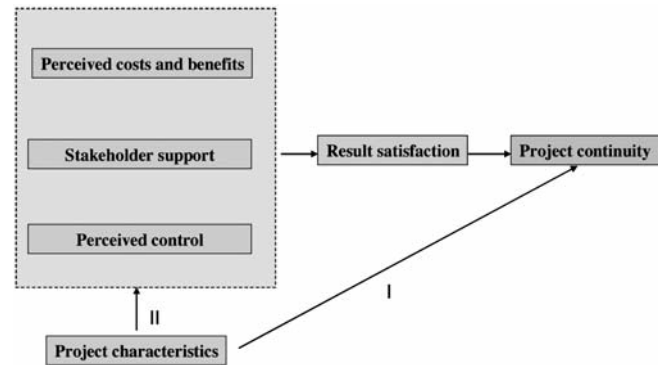 Perceived costs and benefits
Stakeholder support
Result satisfaction
Project continuity
Perceived control
I
II
Project characteristics